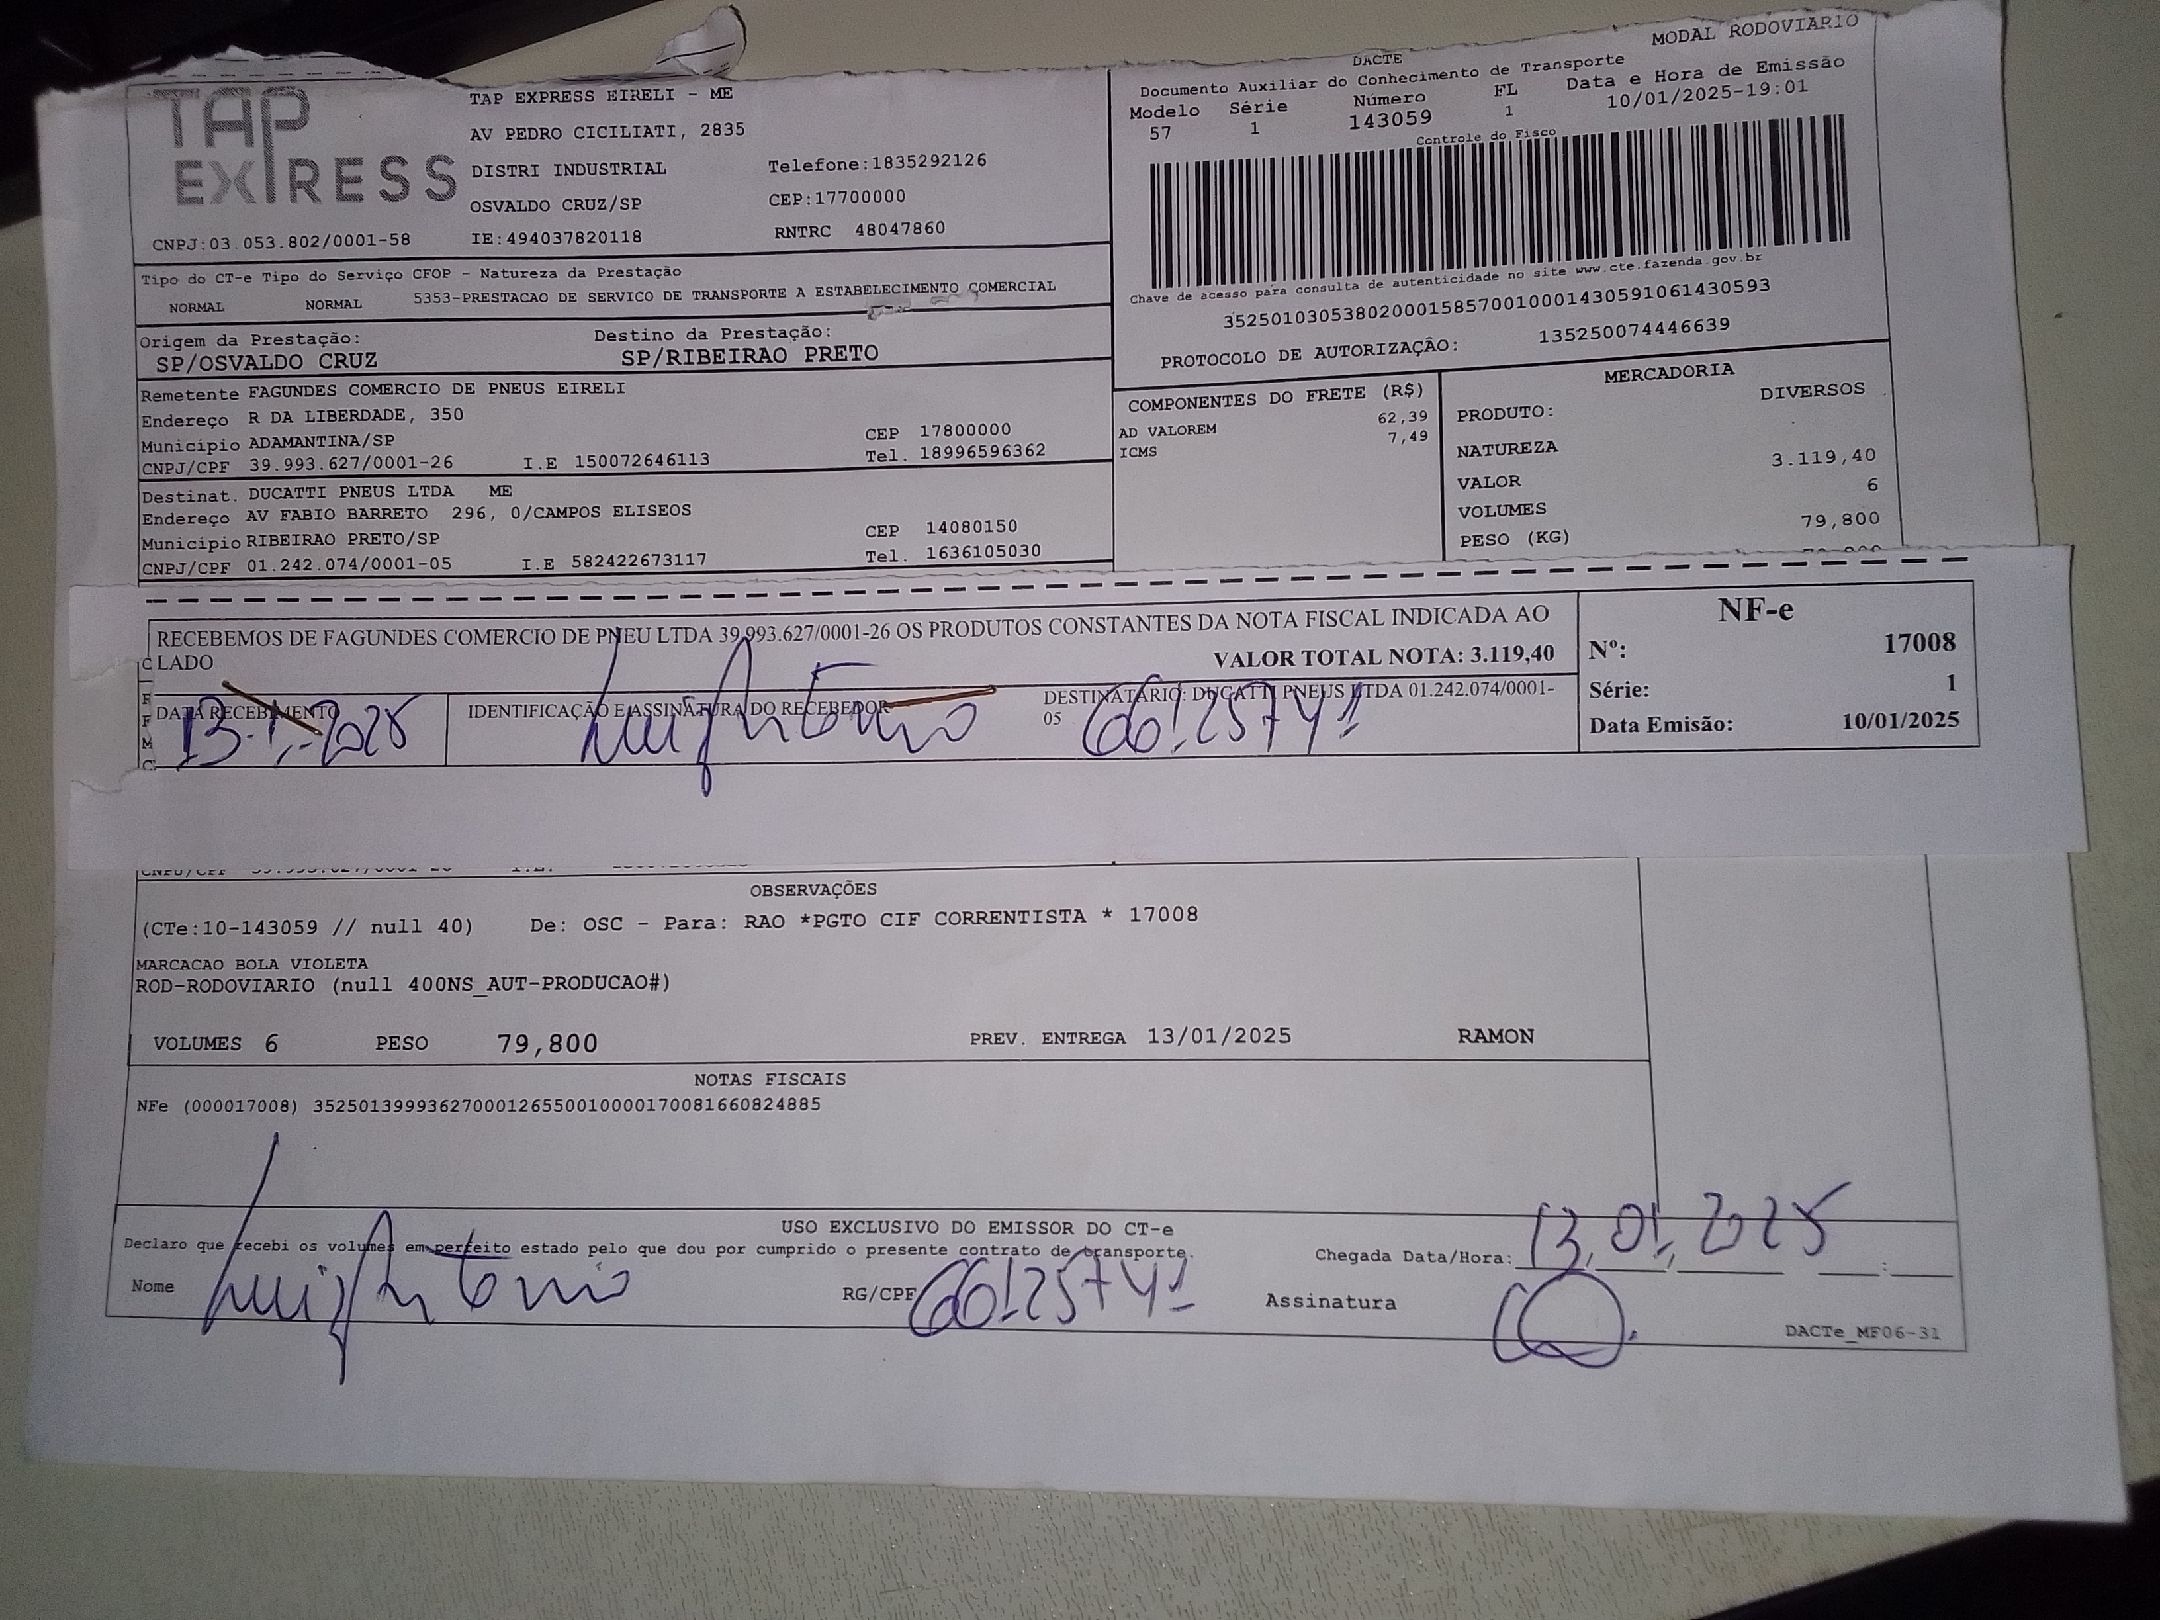 MODAL RODOVIARIO
TAP EXPRESS
TAP EXPRESS EIRELI - ME
AV PEDRO CICILIATI, 2835
DISTRI INDUSTRIAL Telefone:1835292126
OSVALDO CRUZ/SP CEP:17700000
CNPJ:03.053.802/0001-58 IE:494037820118 RNTRC 48047860
DACTE
Documento Auxiliar do Conhecimento de Transporte
Modelo Série Número FL Data e Hora de Emissão
57 1 143059 1 10/01/2025-19:01
Controle do Fisco
Chave de acesso para consulta de autenticidade no site www.cte.fazenda.gov.br
35250103053802000158570010001430591061430593
PROTOCOLO DE AUTORIZAÇÃO: 135250074446639
Tipo do CT-e Tipo do Serviço CFOP - Natureza da Prestação
NORMAL NORMAL 5353-PRESTACAO DE SERVICO DE TRANSPORTE A ESTABELECIMENTO COMERCIAL
Origem da Prestação: Destino da Prestação:
SP/OSVALDO CRUZ SP/RIBEIRAO PRETO
Remetente FAGUNDES COMERCIO DE PNEUS EIRELI
Endereço R DA LIBERDADE, 350
Municipio ADAMANTINA/SP CEP 17800000
CNPJ/CPF 39.993.627/0001-26 I.E 150072646113 Tel. 18996596362
Destinat. DUCATTI PNEUS LTDA ME
Endereço AV FABIO BARRETO 296, 0/CAMPOS ELISEOS
Municipio RIBEIRAO PRETO/SP CEP 14080150
CNPJ/CPF 01.242.074/0001-05 I.E 582422673117 Tel. 1636105030
COMPONENTES DO FRETE (R$)
AD VALOREM 62,39
ICMS 7,49
MERCADORIA
PRODUTO: DIVERSOS
NATUREZA
VALOR 3.119,40
VOLUMES 6
PESO (KG) 79,800
RECEBEMOS DE FAGUNDES COMERCIO DE PNEU LTDA 39.993.627/0001-26 OS PRODUTOS CONSTANTES DA NOTA FISCAL INDICADA AO
LADO VALOR TOTAL NOTA: 3.119,40
DATA RECEBIMENTO IDENTIFICAÇÃO E ASSINATURA DO RECEBEDOR DESTINATÁRIO: DUCATTI PNEUS LTDA 01.242.074/0001-
05
13.1.2025 Luiz Antonio
NF-e
Nº: 17008
Série: 1
Data Emissão: 10/01/2025
OBSERVAÇÕES
(CTe:10-143059 // null 40) De: OSC - Para: RAO *PGTO CIF CORRENTISTA * 17008
MARCACAO BOLA VIOLETA
ROD-RODOVIARIO (null 400NS_AUT-PRODUCAO#)
VOLUMES 6 PESO 79,800 PREV. ENTREGA 13/01/2025 RAMON
NOTAS FISCAIS
NFe (000017008) 35250139993627000126550010000170081660824885
USO EXCLUSIVO DO EMISSOR DO CT-e
Declaro que recebi os volumes em perfeito estado pelo que dou por cumprido o presente contrato de transporte.
Chegada Data/Hora: 13.01.2025
Nome Luiz Antonio RG/CPF Assinatura
DACTe_MF06-31